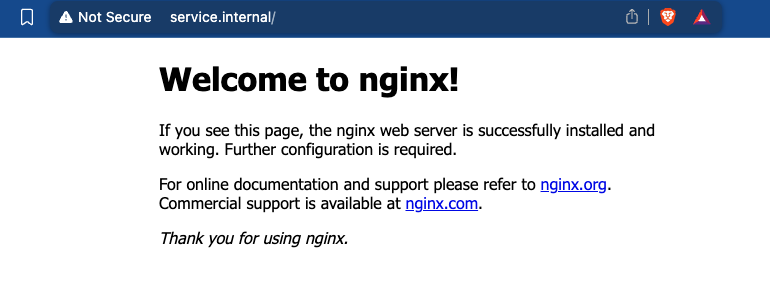 Not Secure service.internal/
Welcome to nginx!
If you see this page, the nginx web server is successfully installed and
working. Further configuration is required.
For online documentation and support please refer to nginx.org.
Commercial support is available at nginx.com.
Thank you for using nginx.